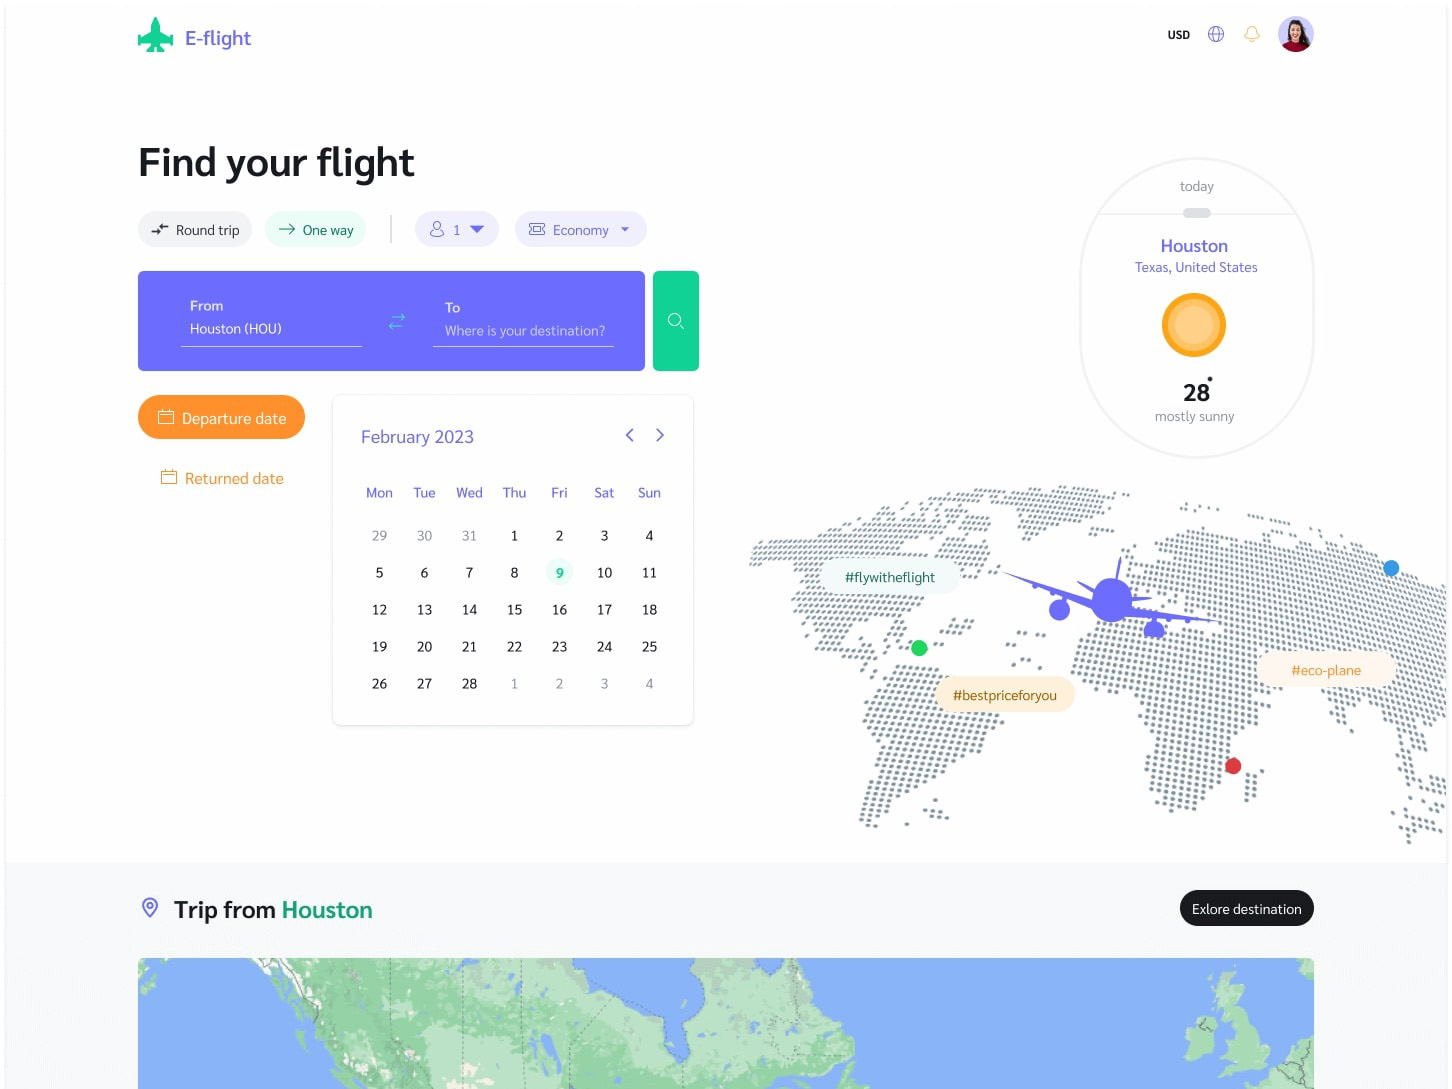 E-flight
USD
Find your flight
Round trip
One way
1
Economy
From
Houston (HOU)
To
Where is your destination?
Departure date
Returned date
February 2023
Mon Tue Wed Thu Fri Sat Sun
29 30 31 1 2 3 4
5 6 7 8 9 10 11
12 13 14 15 16 17 18
19 20 21 22 23 24 25
26 27 28 1 2 3 4
today
Houston
Texas, United States
28°
mostly sunny
#flywitheflight
#bestpriceforyou
#eco-plane
Trip from Houston
Exlore destination